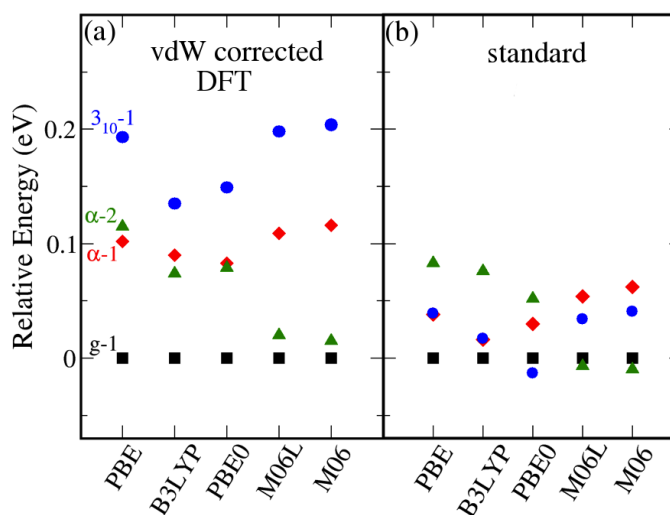 (a)
vdW corrected
DFT
(b)
standard
Relative Energy (eV)
0.2
0.1
0
3₁₀-1
α-2
α-1
g-1
PBE
B3LYP
PBE0
M06L
M06
PBE
B3LYP
PBE0
M06L
M06